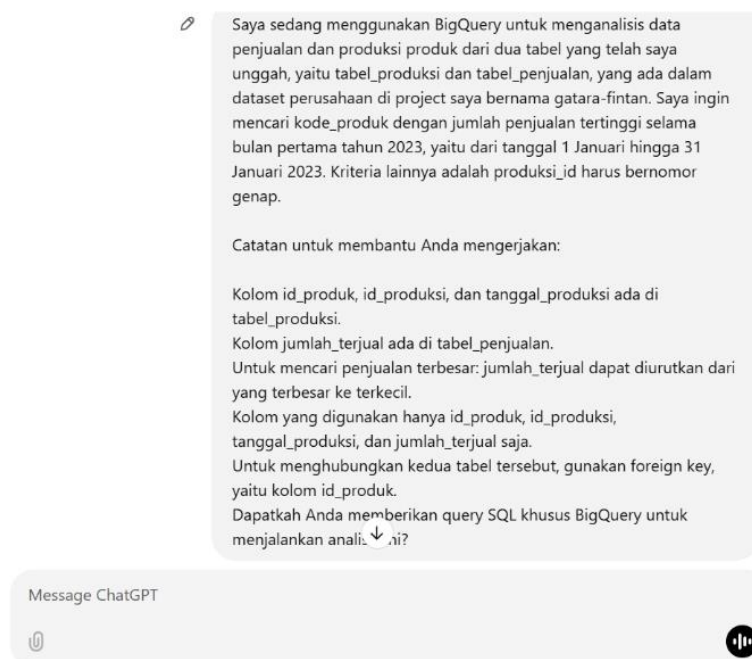 Saya sedang menggunakan BigQuery untuk menganalisis data
penjualan dan produksi produk dari dua tabel yang telah saya
unggah, yaitu tabel_produksi dan tabel_penjualan, yang ada dalam
dataset perusahaan di project saya bernama gatara-fintan. Saya ingin
mencari kode_produk dengan jumlah penjualan tertinggi selama
bulan pertama tahun 2023, yaitu dari tanggal 1 Januari hingga 31
Januari 2023. Kriteria lainnya adalah produksi_id harus bernomor
genap.
Catatan untuk membantu Anda mengerjakan:
Kolom id_produk, id_produksi, dan tanggal_produksi ada di
tabel_produksi.
Kolom jumlah_terjual ada di tabel_penjualan.
Untuk mencari penjualan terbesar: jumlah_terjual dapat diurutkan dari
yang terbesar ke terkecil.
Kolom yang digunakan hanya id_produk, id_produksi,
tanggal_produksi, dan jumlah_terjual saja.
Untuk menghubungkan kedua tabel tersebut, gunakan foreign key,
yaitu kolom id_produk.
Dapatkah Anda memberikan query SQL khusus BigQuery untuk
menjalankan
Message ChatGPT